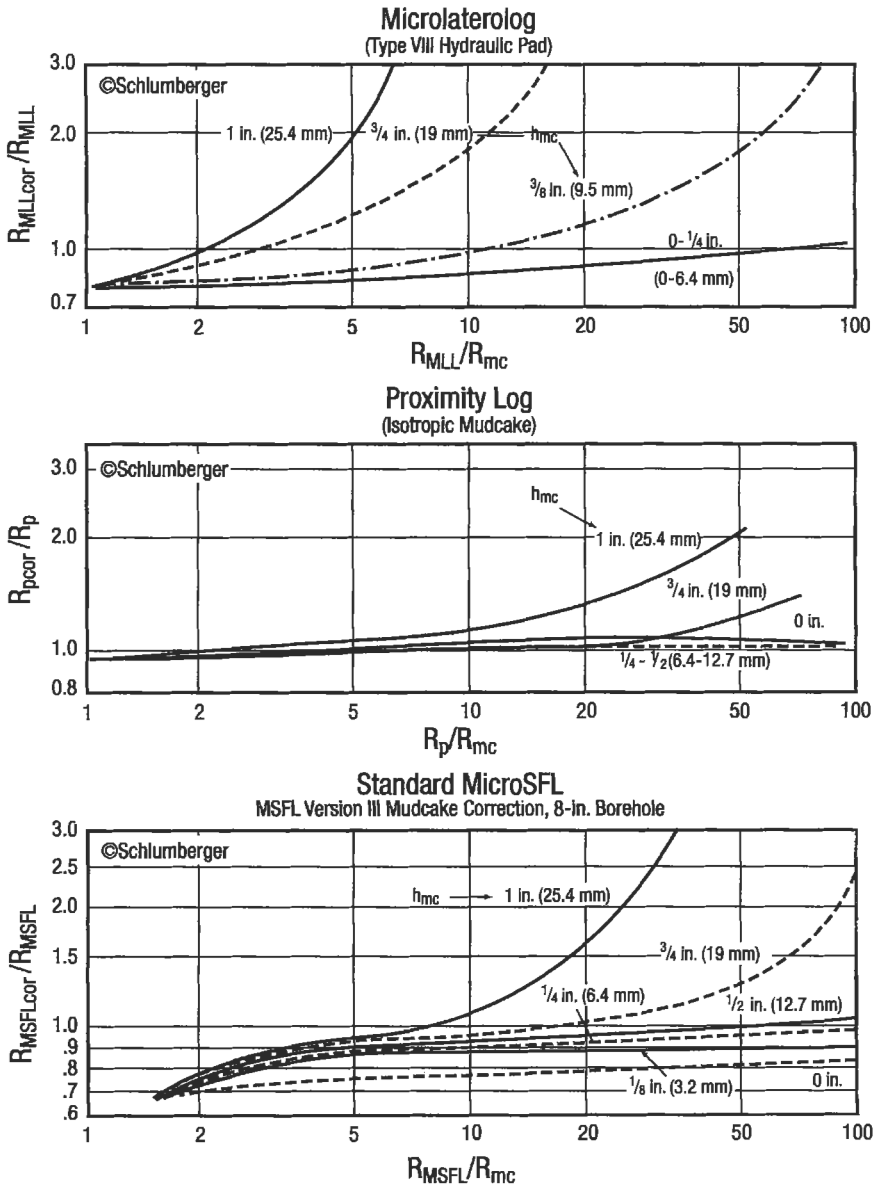 Microlaterolog
(Type VIII Hydraulic Pad)
3.0
©Schlumberger
1 in. (25.4 mm)
3/4 in. (19 mm)
hmc
2.0
3/8 in. (9.5 mm)
RMLLcor/RMLL
1.0
0-1/4 in.
(0-6.4 mm)
0.7
1 2 5 10 20 50 100
RMLL/Rmc
Proximity Log
(Isotropic Mudcake)
3.0
©Schlumberger
hmc
2.0
1 in. (25.4 mm)
Rpcor/Rp
3/4 in. (19 mm)
0 in.
1.0
1/4 - 1/2 (6.4-12.7 mm)
0.8
1 2 5 10 20 50 100
Rp/Rmc
Standard MicroSFL
MSFL Version III Mudcake Correction, 8-in. Borehole
3.0
©Schlumberger
2.5
hmc
1 in. (25.4 mm)
2.0
RMSFLcor/RMSFL
1.5
3/4 in. (19 mm)
1/4 in. (6.4 mm)
1/2 in. (12.7 mm)
1.0
.9
.8
1/8 in. (3.2 mm)
0 in.
.7
.6
1 2 5 10 20 50 100
RMSFL/Rmc